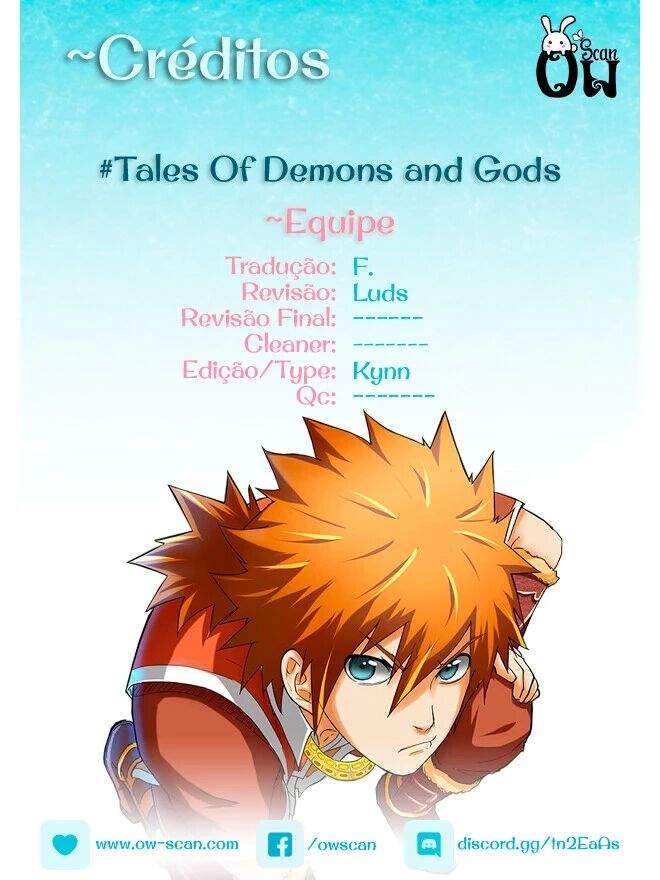 ~Créditos
Scan
OW
#Tales Of Demons and Gods
~Equipe
Tradução: F.
Revisão: Luds
Revisão Final: ------
Cleaner: -------
Edição/Type: Kynn
Qc: -------
www.ow-scan.com
/owscan
discord.gg/tn2EaAs